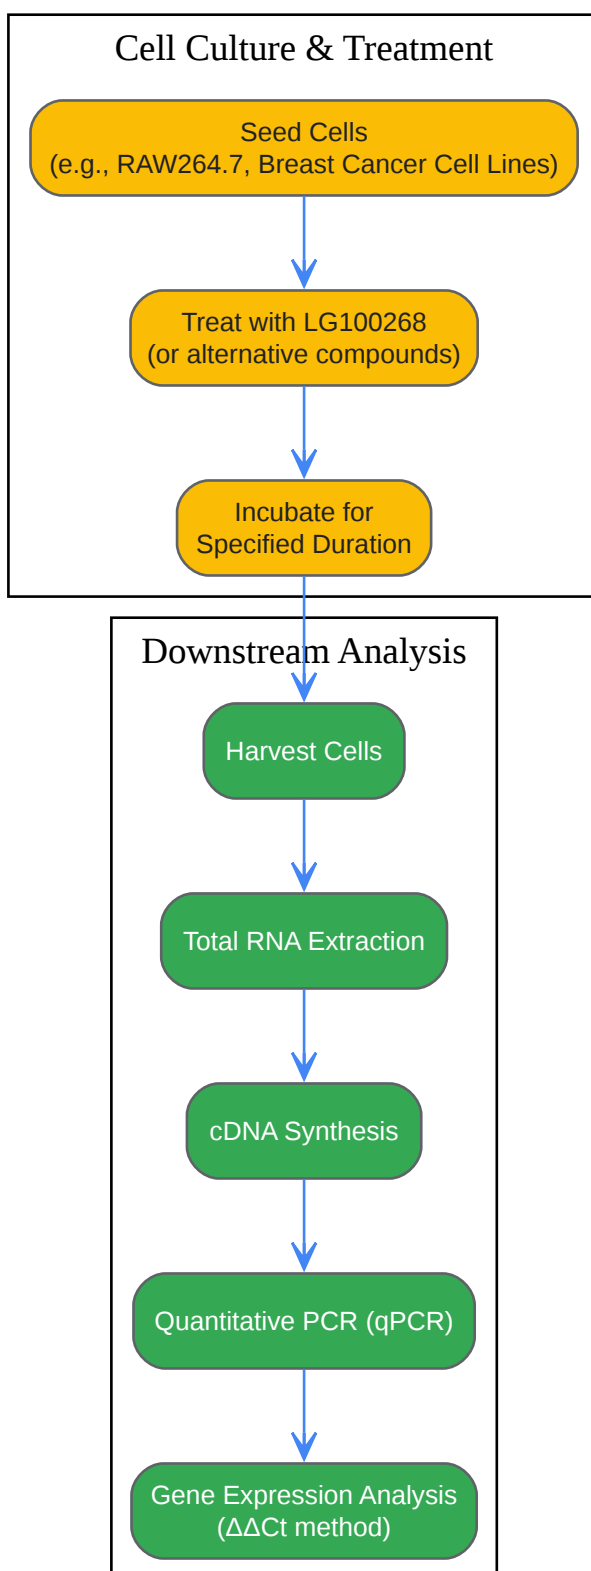 Cell Culture & Treatment
Seed Cells
(e.g., RAW264.7, Breast Cancer Cell Lines)
Treat with LG100268
(or alternative compounds)
Incubate for
Specified Duration
Downstream Analysis
Harvest Cells
Total RNA Extraction
cDNA Synthesis
Quantitative PCR (qPCR)
Gene Expression Analysis
(ΔΔCt method)